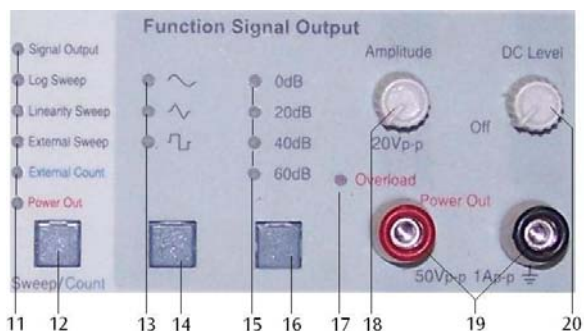 Function Signal Output
Signal Output
Log Sweep
Linearity Sweep
External Sweep
External Count
Power Out
Sweep/Count
0dB
20dB
40dB
60dB
Overload
Amplitude
20Vp-p
DC Level
Off
Power Out
50Vp-p 1Ap-p
11 12 13 14 15 16 17 18 19 20